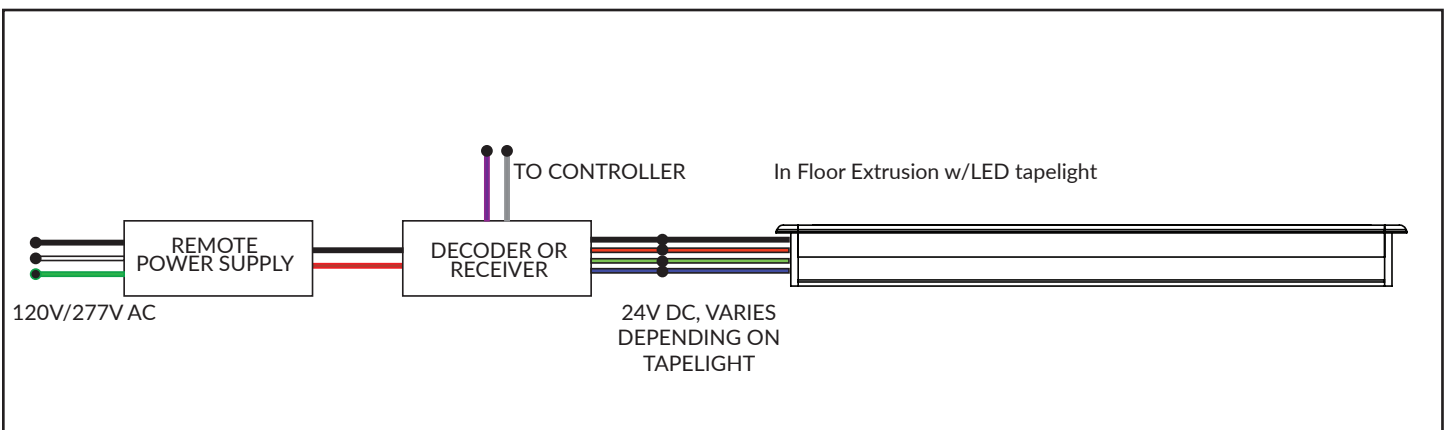 TO CONTROLLER
In Floor Extrusion w/LED tapelight
REMOTE
POWER SUPPLY
DECODER OR
RECEIVER
120V/277V AC
24V DC, VARIES
DEPENDING ON
TAPELIGHT